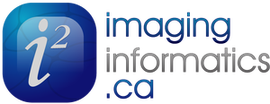 i²
imaging
informatics
.ca